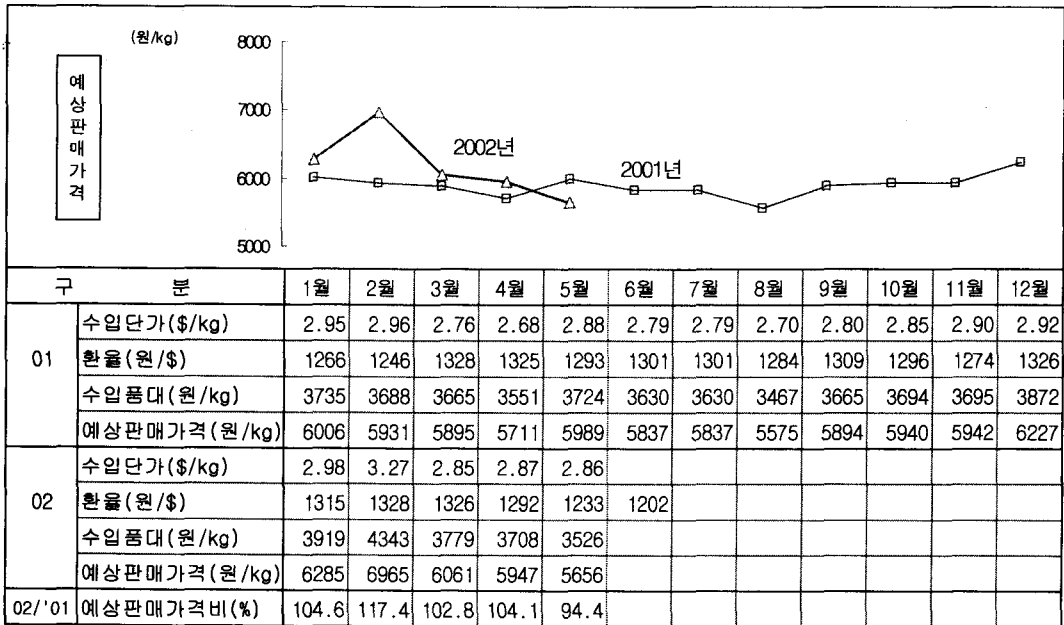 (원/kg)
예상판매가격
8000
7000
6000
5000
2002년
2001년
구 분 1월 2월 3월 4월 5월 6월 7월 8월 9월 10월 11월 12월
01
수입단가($/kg) 2.95 2.96 2.76 2.68 2.88 2.79 2.79 2.70 2.80 2.85 2.90 2.92
환율(원/$) 1266 1246 1328 1325 1293 1301 1301 1284 1309 1296 1274 1326
수입품대(원/kg) 3735 3688 3665 3551 3724 3630 3630 3467 3665 3694 3695 3872
예상판매가격(원/kg) 6006 5931 5895 5711 5989 5837 5837 5575 5894 5940 5942 6227
02
수입단가($/kg) 2.98 3.27 2.85 2.87 2.86
환율(원/$) 1315 1328 1326 1292 1233 1202
수입품대(원/kg) 3919 4343 3779 3708 3526
예상판매가격(원/kg) 6285 6965 6061 5947 5656
02/'01 예상판매가격비(%) 104.6 117.4 102.8 104.1 94.4